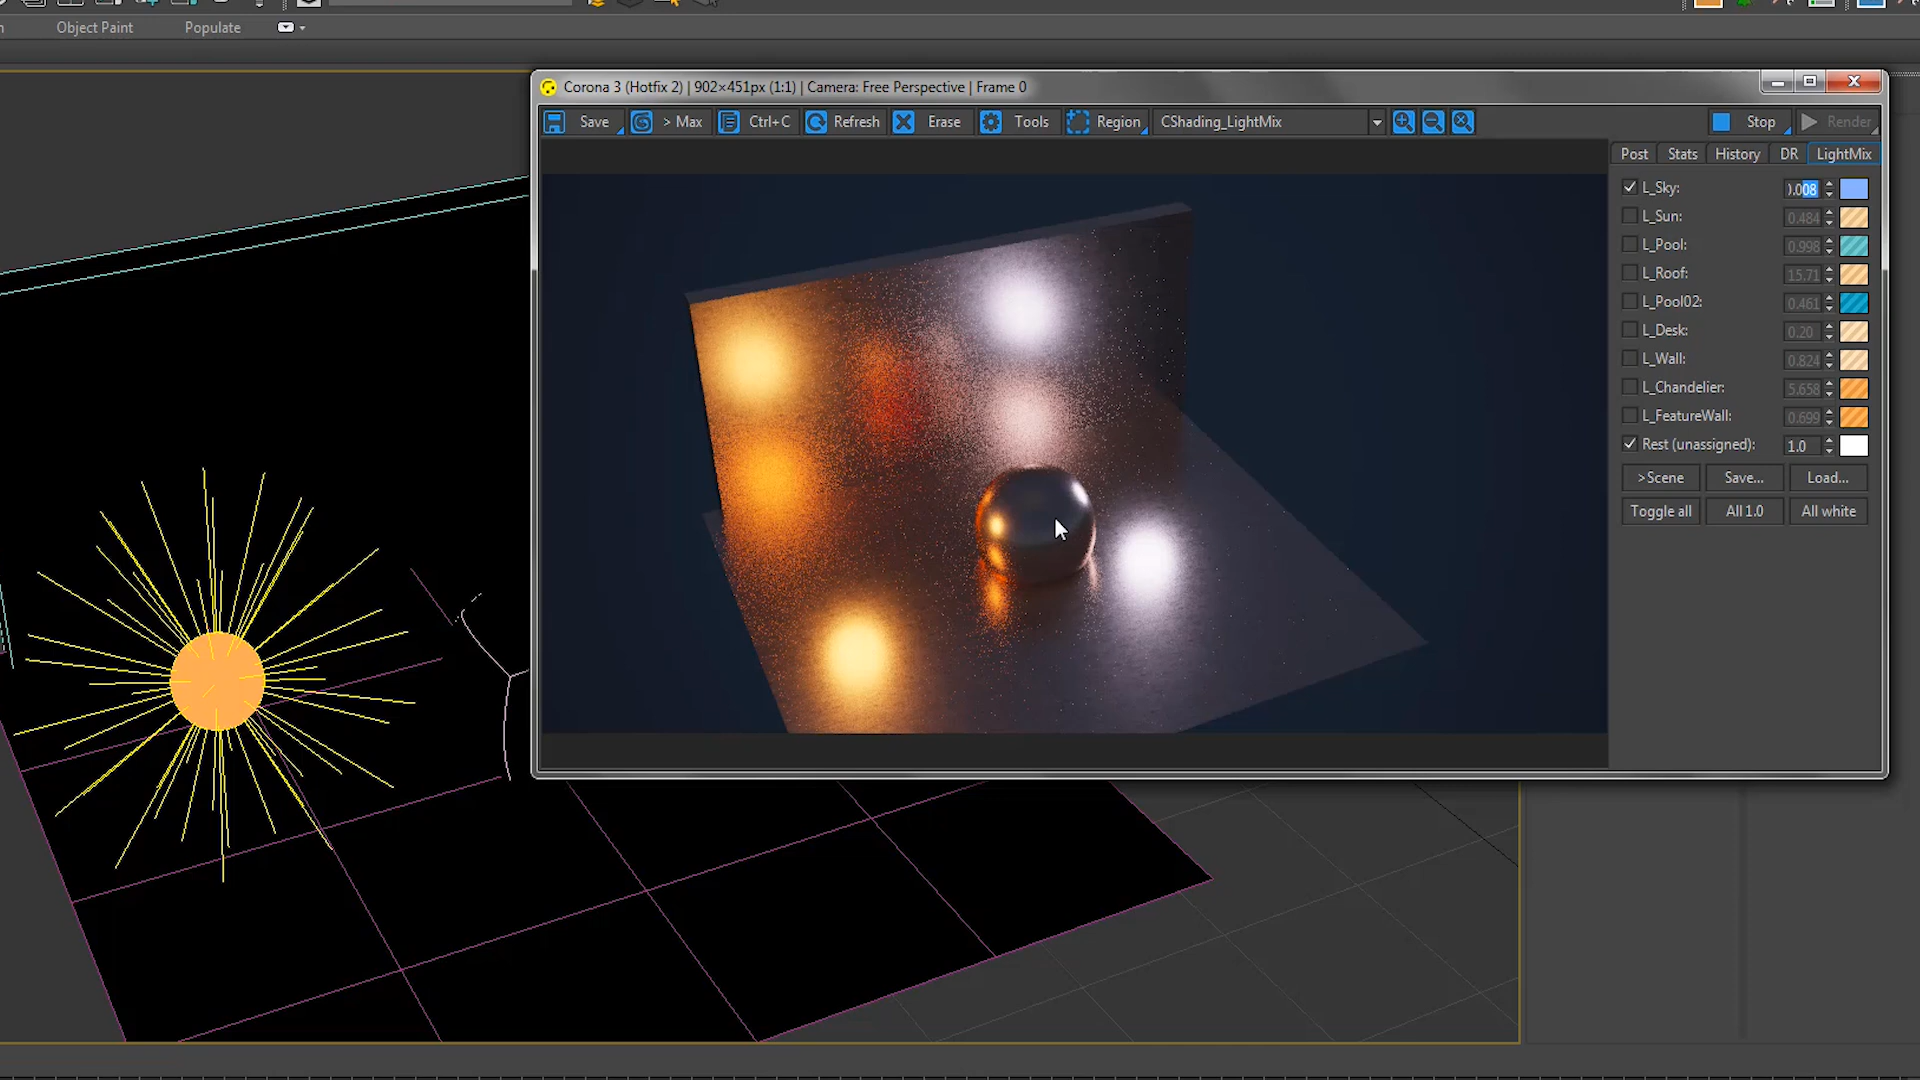 Object Paint Populate
Corona 3 (Hotfix 2) | 902×451px (1:1) | Camera: Free Perspective | Frame 0
Save > Max Ctrl+C Refresh Erase Tools Region CShading_LightMix Stop Render
Post Stats History DR LightMix
L_Sky: 0.008
L_Sun: 0.484
L_Pool: 0.998
L_Roof: 15.71
L_Pool02: 0.461
L_Desk: 0.20
L_Wall: 0.824
L_Chandelier: 5.658
L_FeatureWall: 0.699
Rest (unassigned): 1.0
>Scene Save... Load...
Toggle all All 1.0 All white